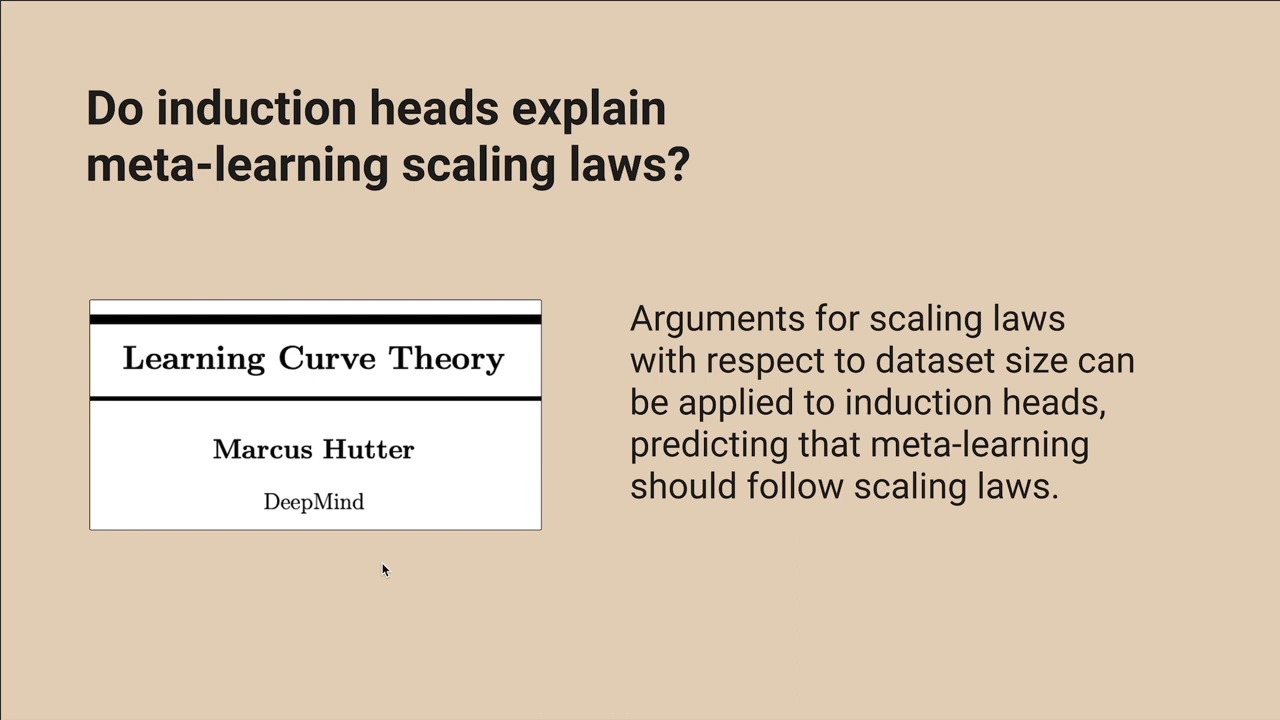 Do induction heads explain
meta-learning scaling laws?
Learning Curve Theory
Marcus Hutter
DeepMind
Arguments for scaling laws
with respect to dataset size can
be applied to induction heads,
predicting that meta-learning
should follow scaling laws.